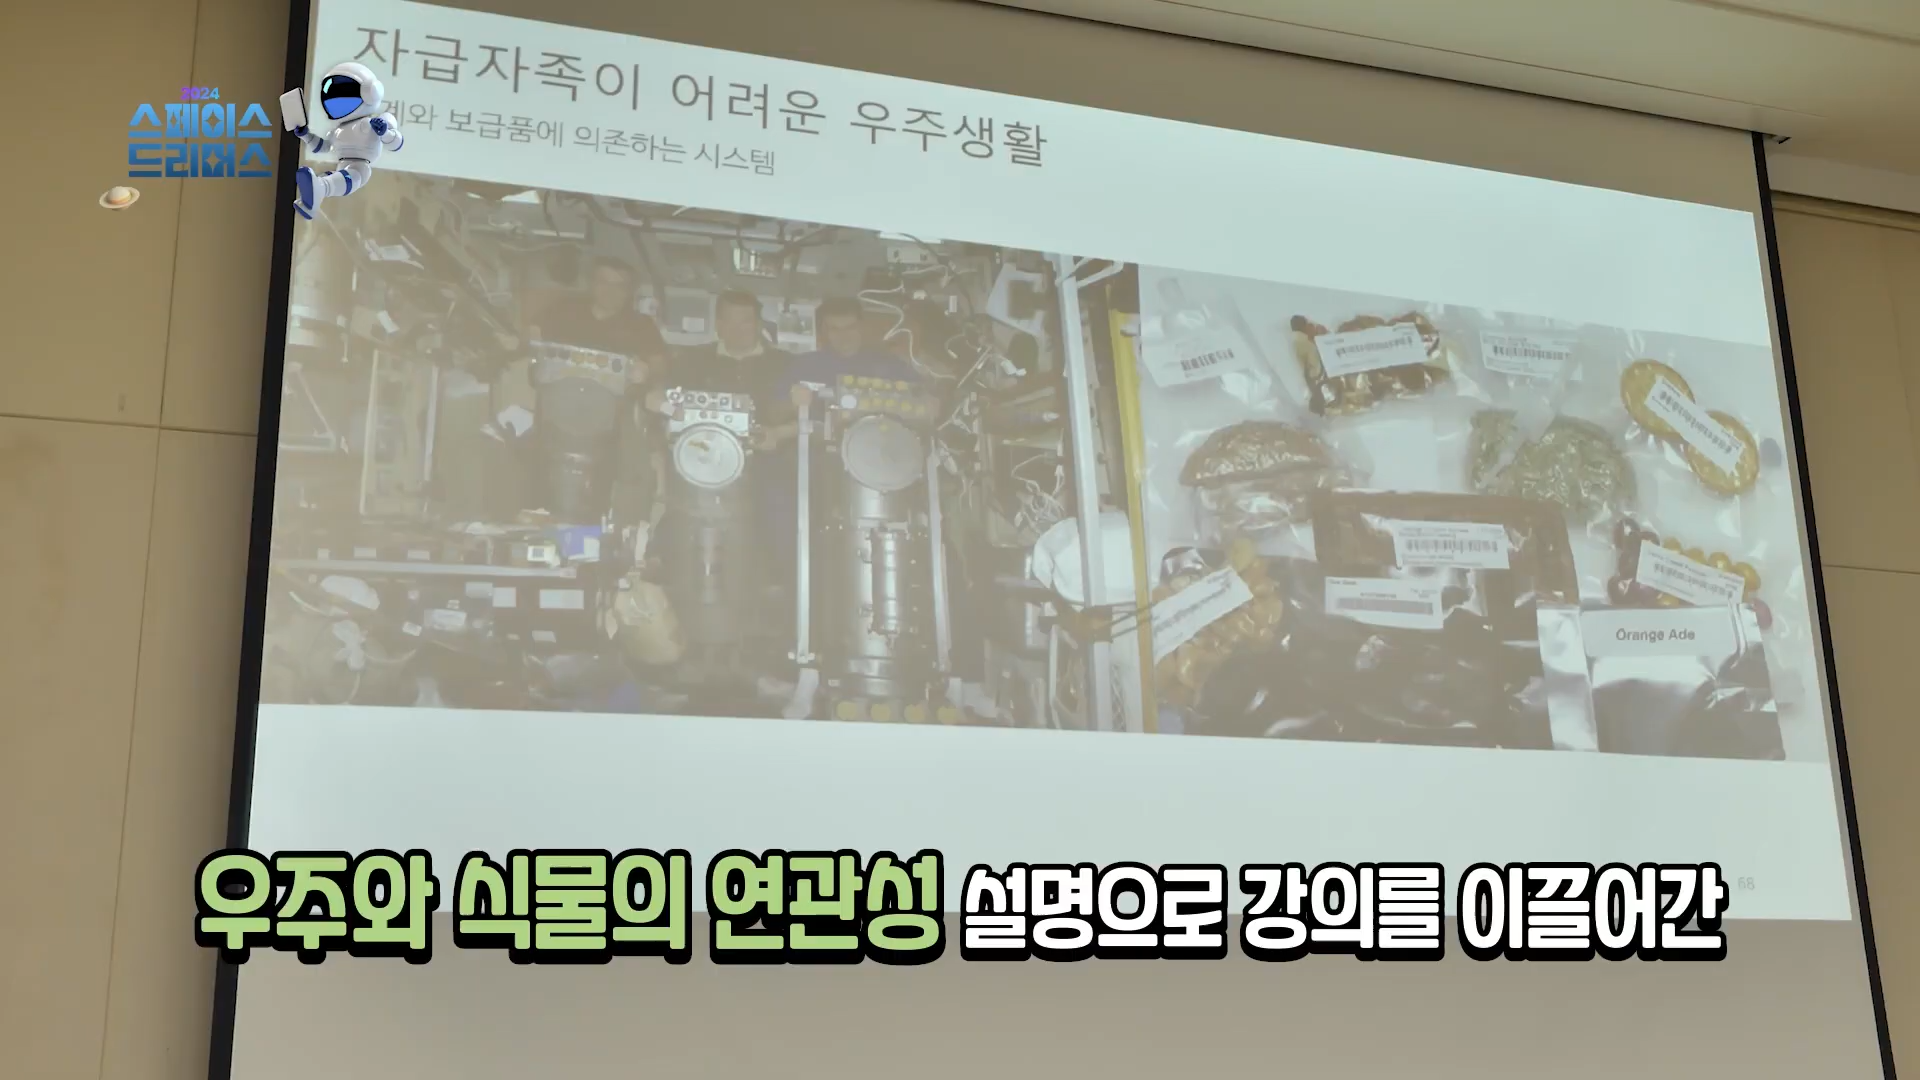 2024
스페이스
드리머스
자급자족이 어려운 우주생활
계와 보급품에 의존하는 시스템
Orange Ade
68
우주와 식물의 연관성 설명으로 강의를 이끌어간